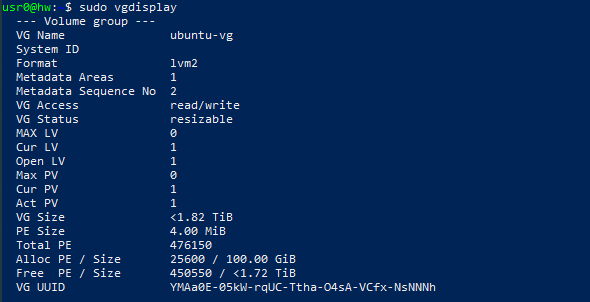 usr0@hw: $ sudo vgdisplay
--- Volume group ---
VG Name ubuntu-vg
System ID
Format lvm2
Metadata Areas 1
Metadata Sequence No 2
VG Access read/write
VG Status resizable
MAX LV 0
Cur LV 1
Open LV 1
Max PV 0
Cur PV 1
Act PV 1
VG Size <1.82 TiB
PE Size 4.00 MiB
Total PE 476150
Alloc PE / Size 25600 / 100.00 GiB
Free  PE / Size 450550 / <1.72 TiB
VG UUID YMAa0E-05kW-rqUC-Ttha-O4sA-VCfx-NsNNNh